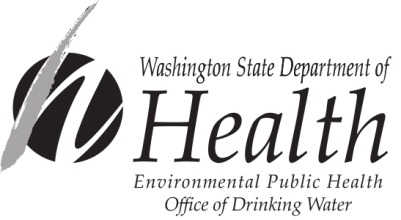 Washington State Department of
Health
Environmental Public Health
Office of Drinking Water